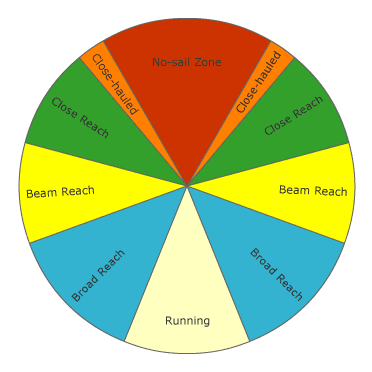 No-sail Zone
Close-hauled
Close-hauled
Close Reach
Close Reach
Beam Reach
Beam Reach
Broad Reach
Broad Reach
Running